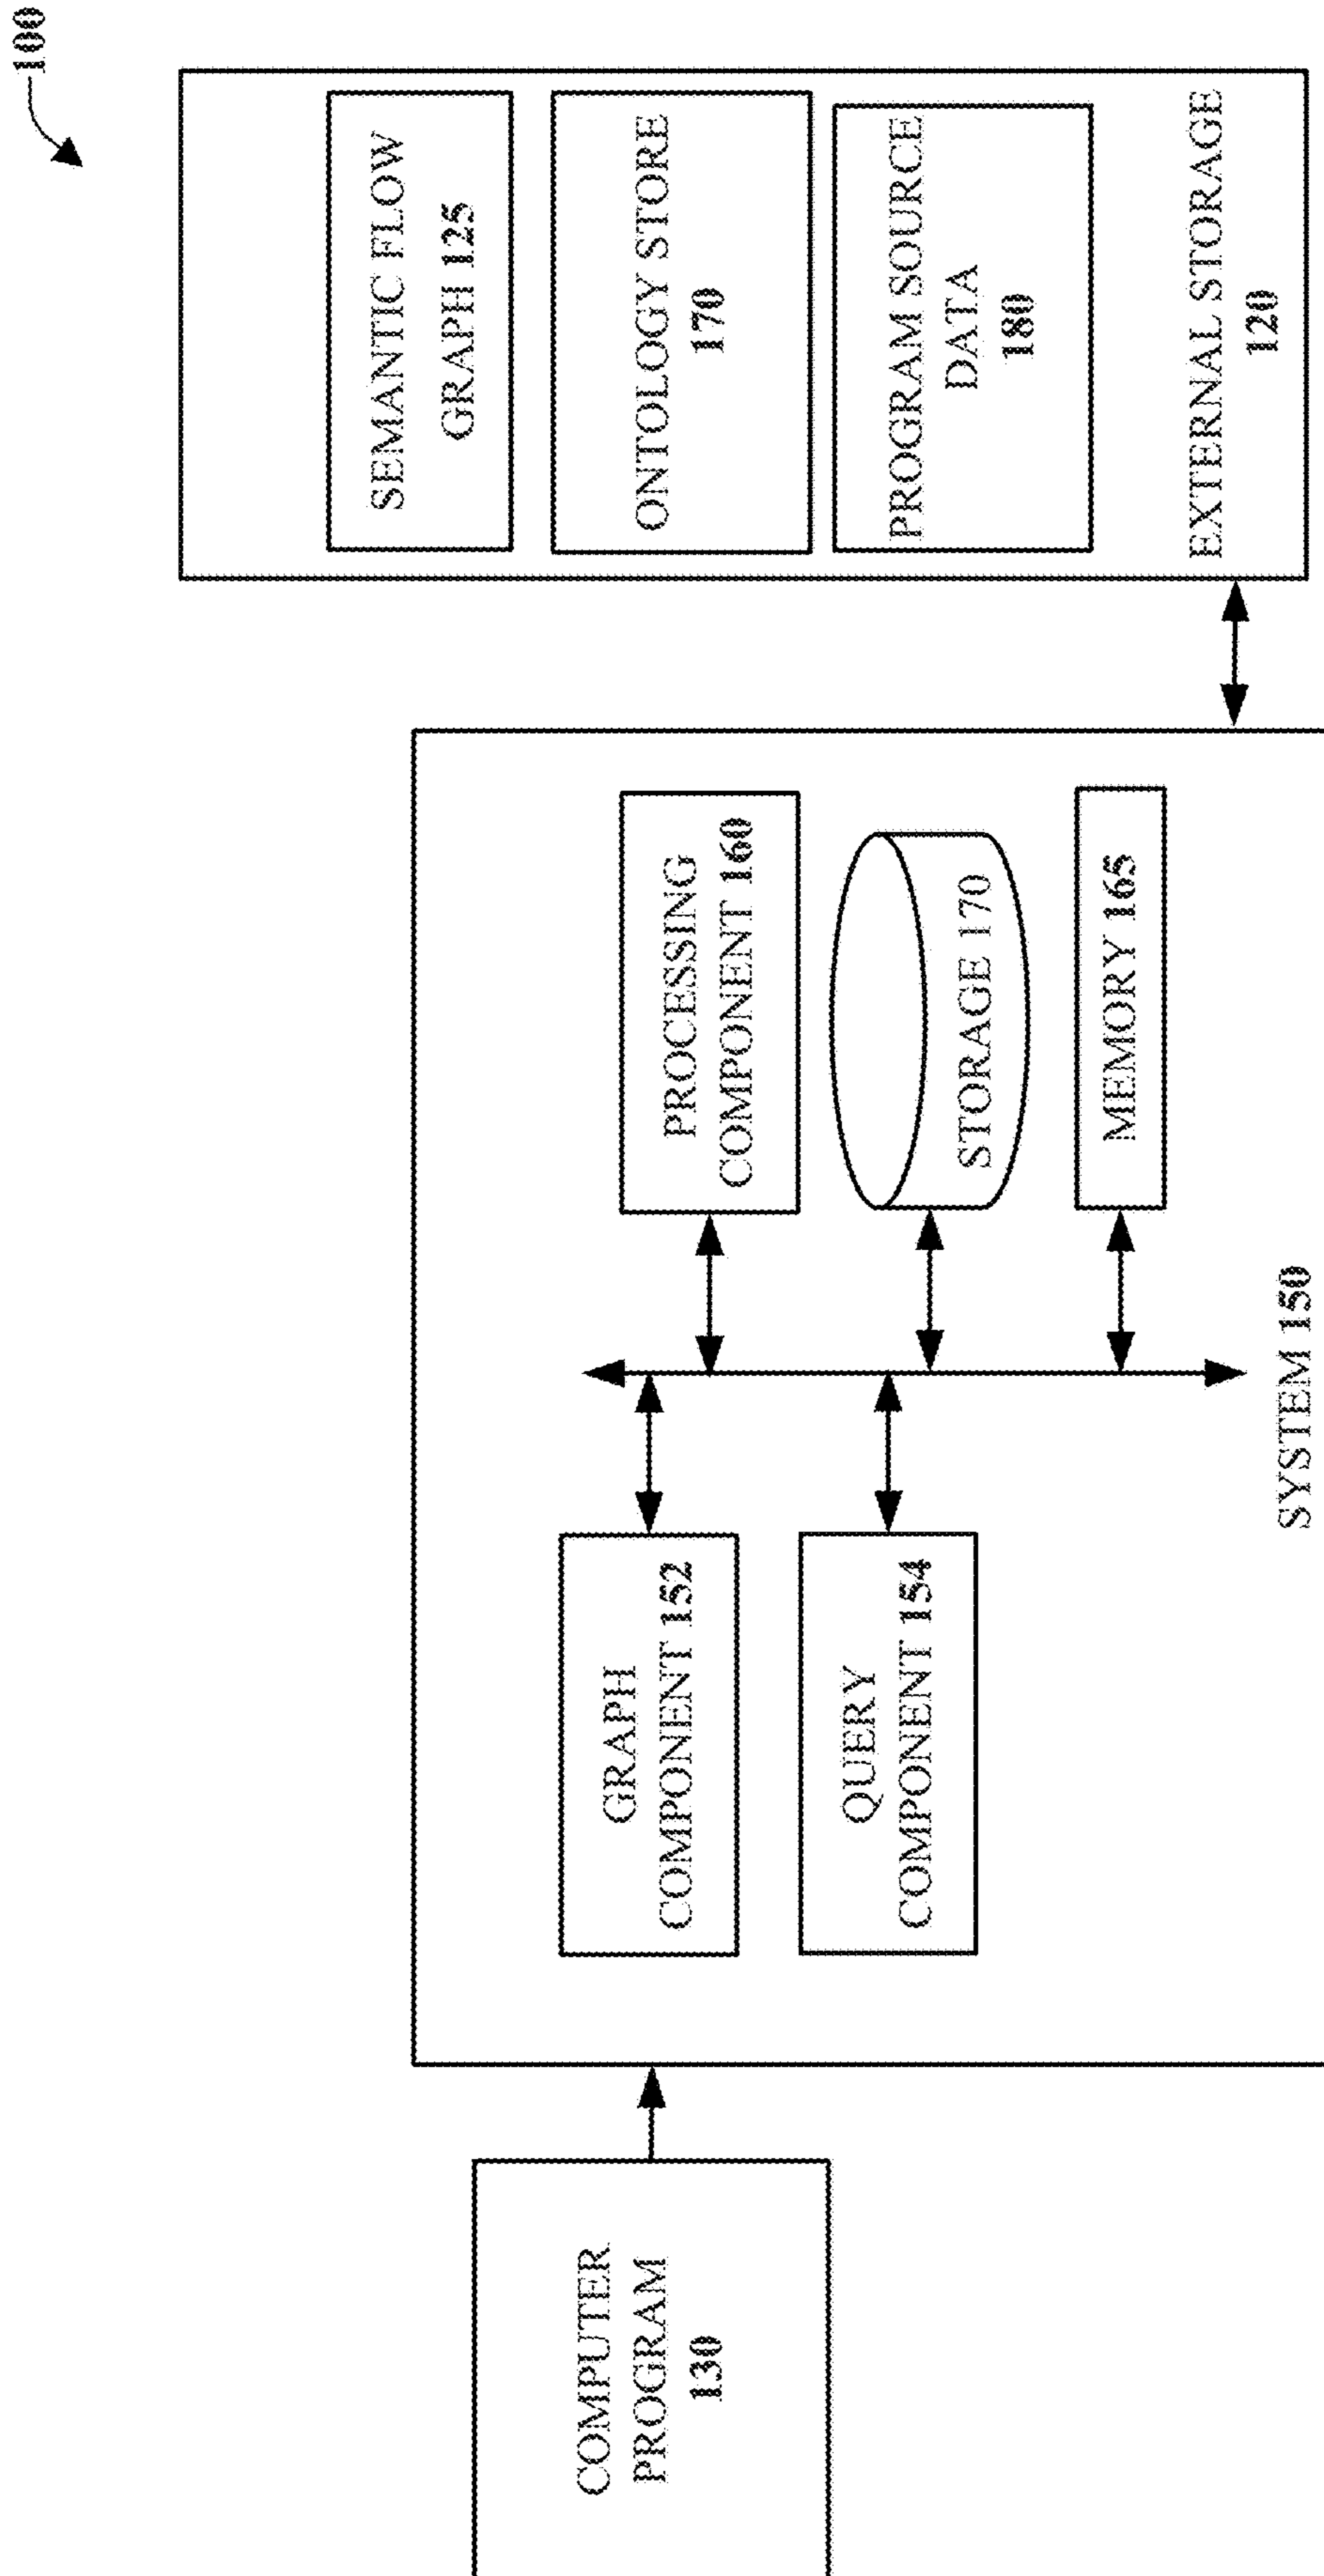 100
COMPUTER
PROGRAM
130
GRAPH
COMPONENT 152
QUERY
COMPONENT 154
PROCESSING
COMPONENT 160
STORAGE 170
MEMORY 165
SYSTEM 150
SEMANTIC FLOW
GRAPH 125
ONTOLOGY STORE
170
PROGRAM SOURCE
DATA
180
EXTERNAL STORAGE
120